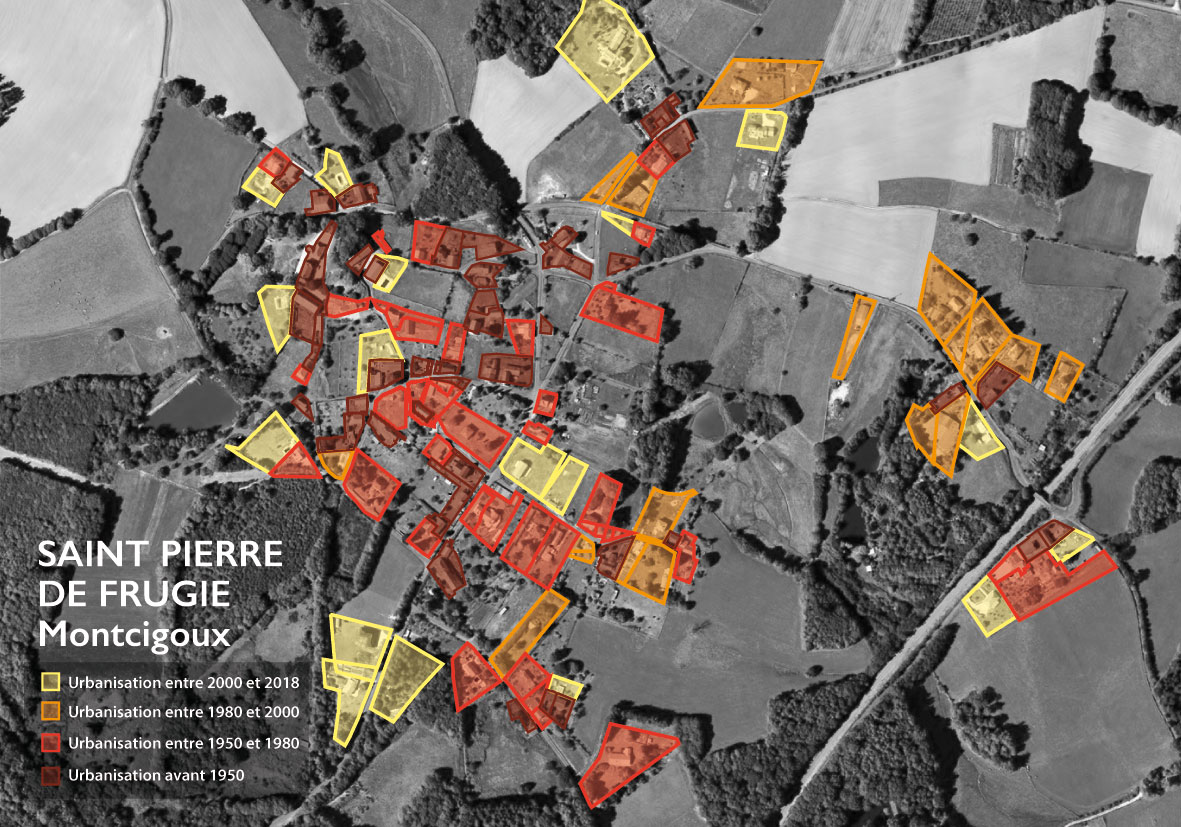 SAINT PIERRE
DE FRUGIE
Montcigoux
Urbanisation entre 2000 et 2018
Urbanisation entre 1980 et 2000
Urbanisation entre 1950 et 1980
Urbanisation avant 1950